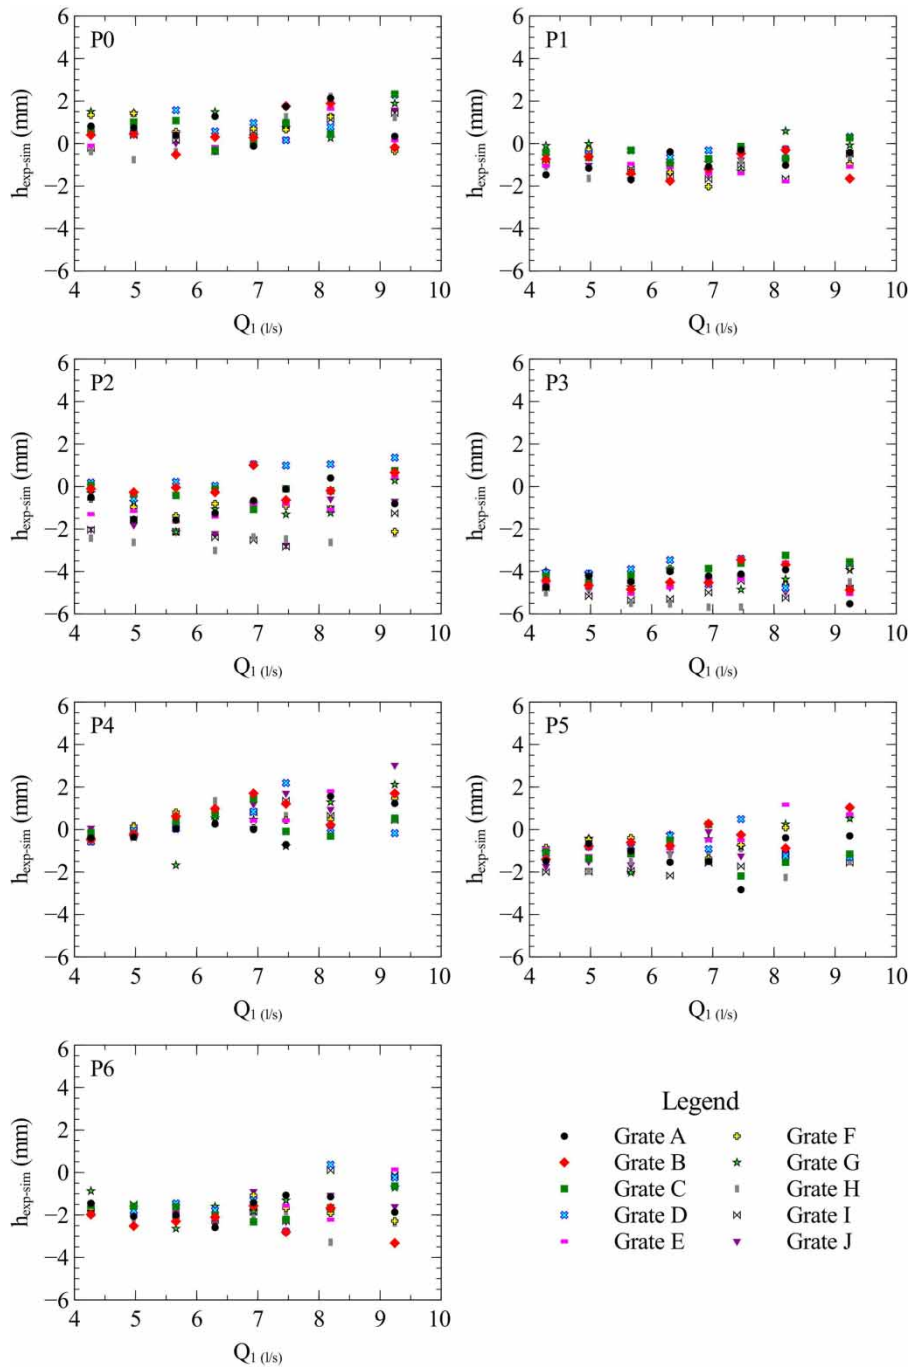 P0
h_exp-sim (mm)
6
4
2
0
−2
−4
−6
4 5 6 7 8 9 10
Q_1 (l/s)
P1
h_exp-sim (mm)
6
4
2
0
−2
−4
−6
4 5 6 7 8 9 10
Q_1 (l/s)
P2
h_exp-sim (mm)
6
4
2
0
−2
−4
−6
4 5 6 7 8 9 10
Q_1 (l/s)
P3
h_exp-sim (mm)
6
4
2
0
−2
−4
−6
4 5 6 7 8 9 10
Q_1 (l/s)
P4
h_exp-sim (mm)
6
4
2
0
−2
−4
−6
4 5 6 7 8 9 10
Q_1 (l/s)
P5
h_exp-sim (mm)
6
4
2
0
−2
−4
−6
4 5 6 7 8 9 10
Q_1 (l/s)
P6
h_exp-sim (mm)
6
4
2
0
−2
−4
−6
4 5 6 7 8 9 10
Q_1 (l/s)
Legend
Grate A
Grate B
Grate C
Grate D
Grate E
Grate F
Grate G
Grate H
Grate I
Grate J